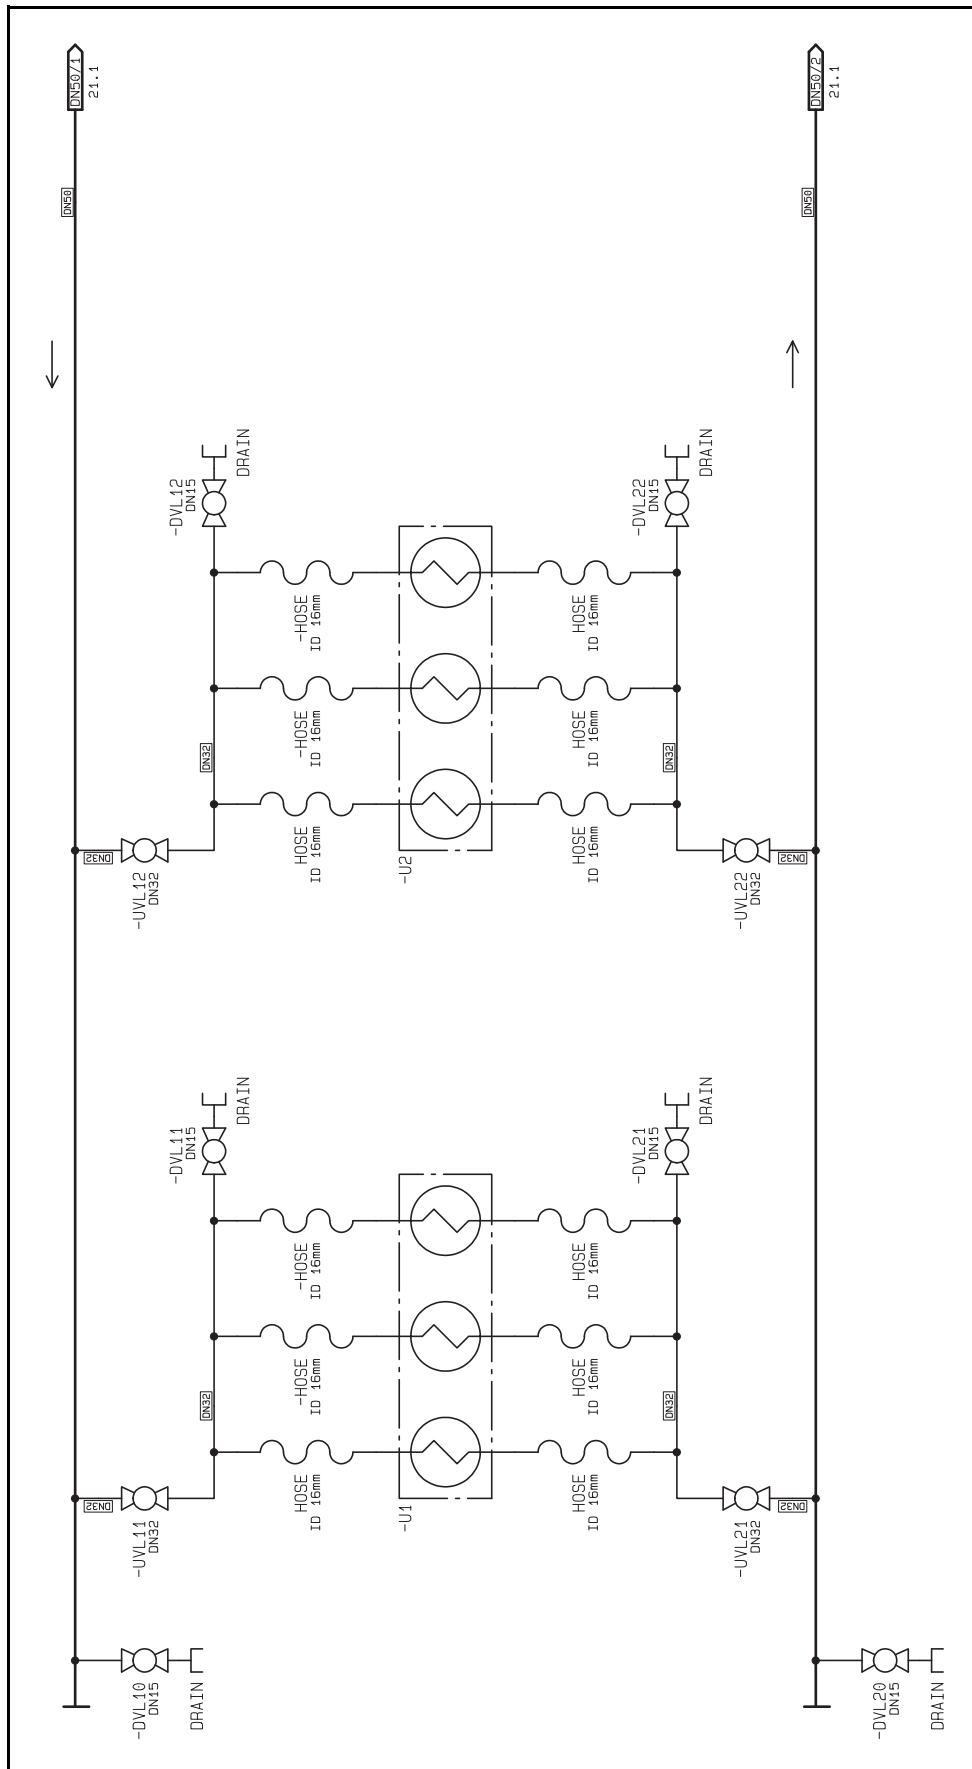 DN50/1
21.1
DN50/2
21.1
DN50
DN50
-DVL12
DN15
DRAIN
-DVL22
DN15
DRAIN
-HOSE
ID 16mm
HOSE
ID 16mm
-HOSE
ID 16mm
HOSE
ID 16mm
DN32
DN32
HOSE
ID 16mm
HOSE
ID 16mm
-U2
DN32
-UVL12
DN32
DN32
-UVL22
DN32
-DVL11
DN15
DRAIN
-DVL21
DN15
DRAIN
-HOSE
ID 16mm
HOSE
ID 16mm
-HOSE
ID 16mm
HOSE
ID 16mm
DN32
DN32
HOSE
ID 16mm
HOSE
ID 16mm
-U1
DN32
-UVL11
DN32
DN32
-UVL21
DN32
-DVL10
DN15
DRAIN
-DVL20
DN15
DRAIN